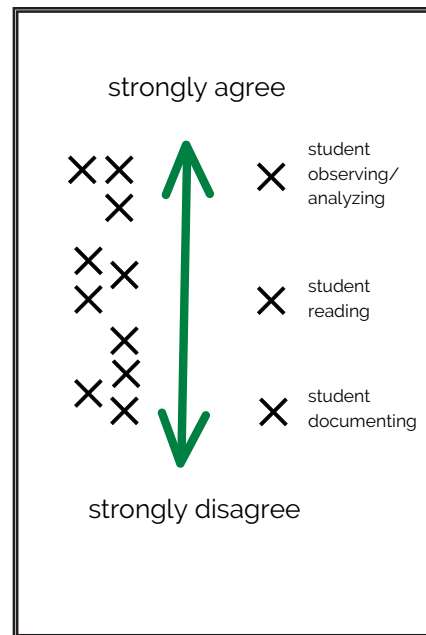 strongly agree
student
observing/
analyzing
student
reading
student
documenting
strongly disagree